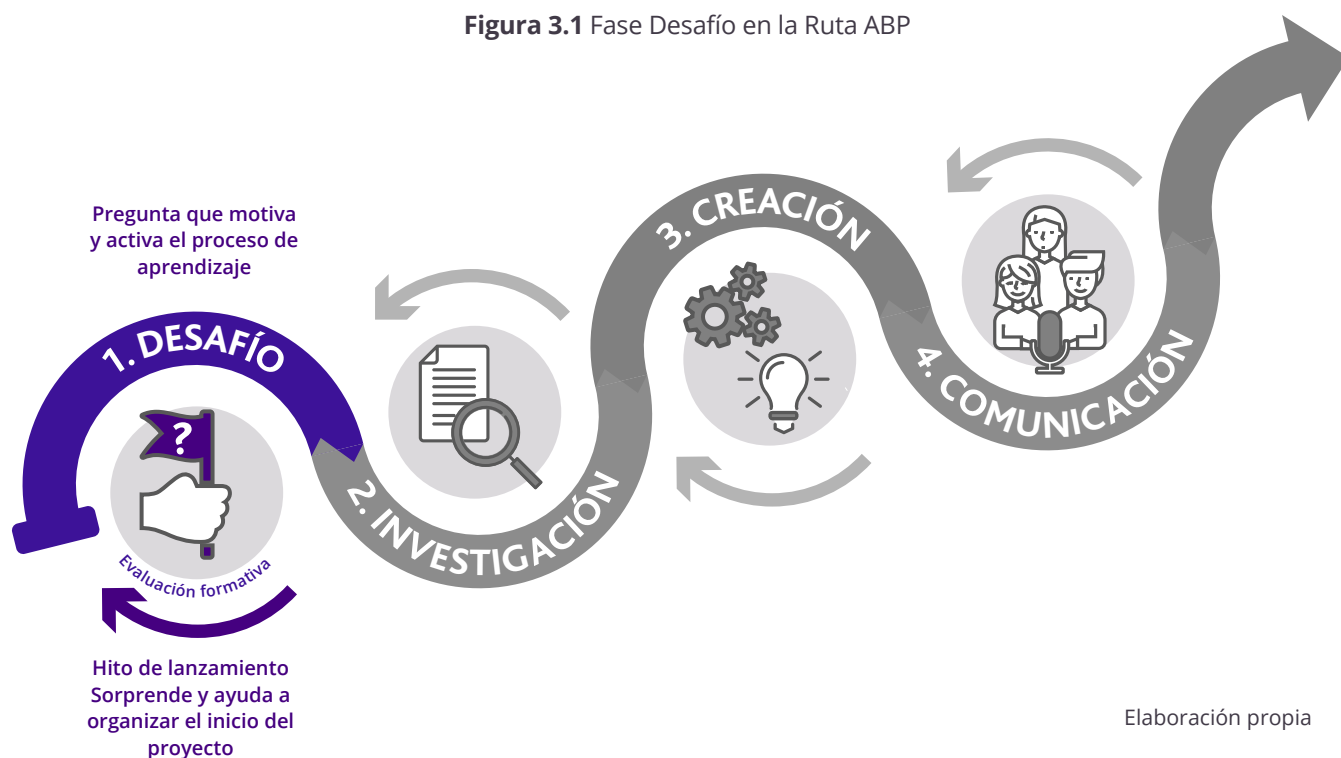 Figura 3.1 Fase Desafío en la Ruta ABP
Pregunta que motiva
y activa el proceso de
aprendizaje
1. DESAFÍO
?
Evaluación formativa
Hito de lanzamiento
Sorprende y ayuda a
organizar el inicio del
proyecto
2. INVESTIGACIÓN
3. CREACIÓN
4. COMUNICACIÓN
Elaboración propia